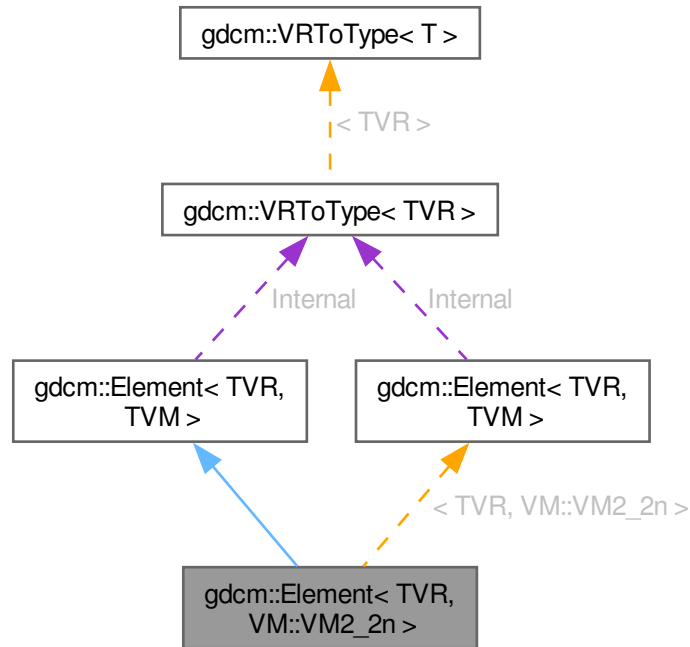 gdcm::VRToType< T >
< TVR >
gdcm::VRToType< TVR >
Internal
Internal
gdcm::Element< TVR,
TVM >
gdcm::Element< TVR,
TVM >
< TVR, VM::VM2_2n >
gdcm::Element< TVR,
VM::VM2_2n >